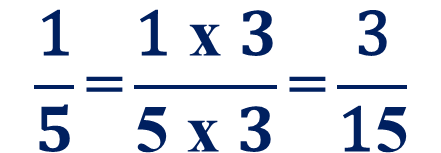 1/5 = 1 x 3/5 x 3 = 3/15